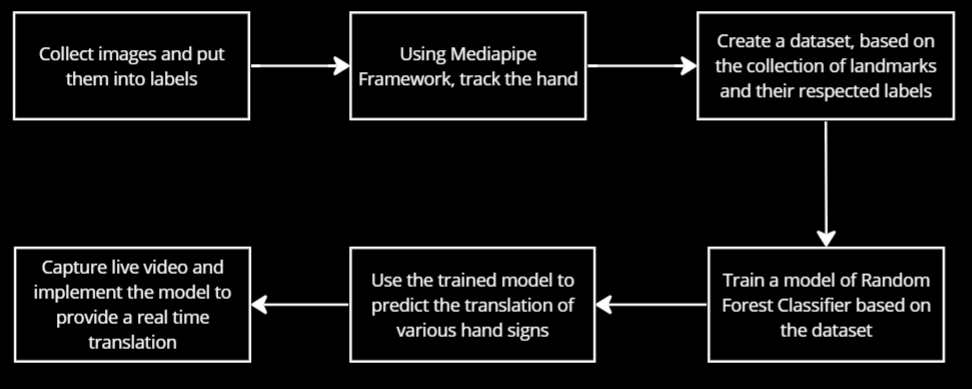 Collect images and put
them into labels
Using Mediapipe
Framework, track the hand
Create a dataset, based on
the collection of landmarks
and their respected labels
Train a model of Random
Forest Classifier based on
the dataset
Use the trained model to
predict the translation of
various hand signs
Capture live video and
implement the model to
provide a real time
translation